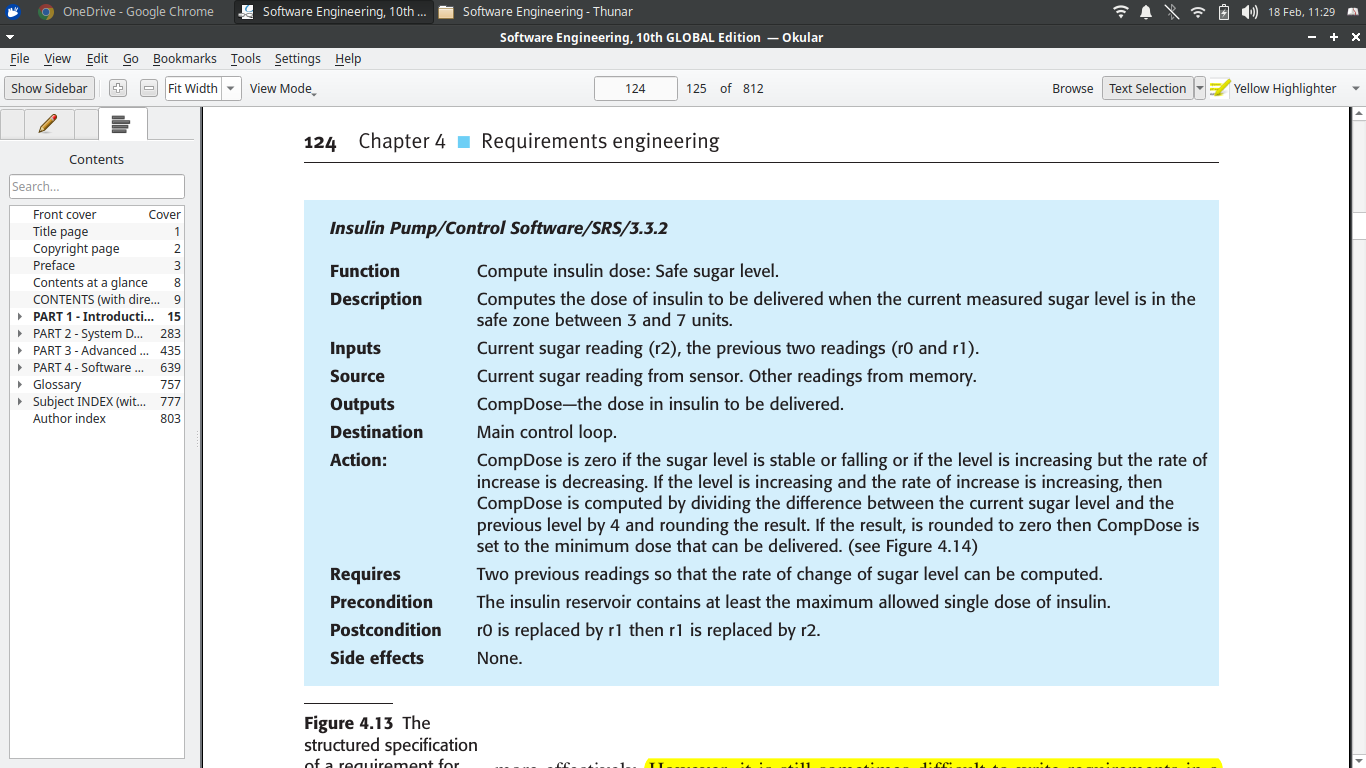 OneDrive - Google Chrome
Software Engineering, 10th ...
Software Engineering - Thunar
18 Feb, 11:29
Software Engineering, 10th GLOBAL Edition — Okular
File View Edit Go Bookmarks Tools Settings Help
Show Sidebar
Fit Width
View Mode
124
125 of 812
Browse
Text Selection
Yellow Highlighter
Contents
Search...
Front cover Cover
Title page 1
Copyright page 2
Preface 3
Contents at a glance 8
CONTENTS (with dire... 9
PART 1 - Introducti... 15
PART 2 - System D... 283
PART 3 - Advanced ... 435
PART 4 - Software ... 639
Glossary 757
Subject INDEX (wit... 777
Author index 803
124 Chapter 4 ■ Requirements engineering
Insulin Pump/Control Software/SRS/3.3.2
Function Compute insulin dose: Safe sugar level.
Description Computes the dose of insulin to be delivered when the current measured sugar level is in the
safe zone between 3 and 7 units.
Inputs Current sugar reading (r2), the previous two readings (r0 and r1).
Source Current sugar reading from sensor. Other readings from memory.
Outputs CompDose—the dose in insulin to be delivered.
Destination Main control loop.
Action: CompDose is zero if the sugar level is stable or falling or if the level is increasing but the rate of
increase is decreasing. If the level is increasing and the rate of increase is increasing, then
CompDose is computed by dividing the difference between the current sugar level and the
previous level by 4 and rounding the result. If the result, is rounded to zero then CompDose is
set to the minimum dose that can be delivered. (see Figure 4.14)
Requires Two previous readings so that the rate of change of sugar level can be computed.
Precondition The insulin reservoir contains at least the maximum allowed single dose of insulin.
Postcondition r0 is replaced by r1 then r1 is replaced by r2.
Side effects None.
Figure 4.13 The
structured specification
of a requirement for
more effectively. However, it is still sometimes difficult to write requirements in a